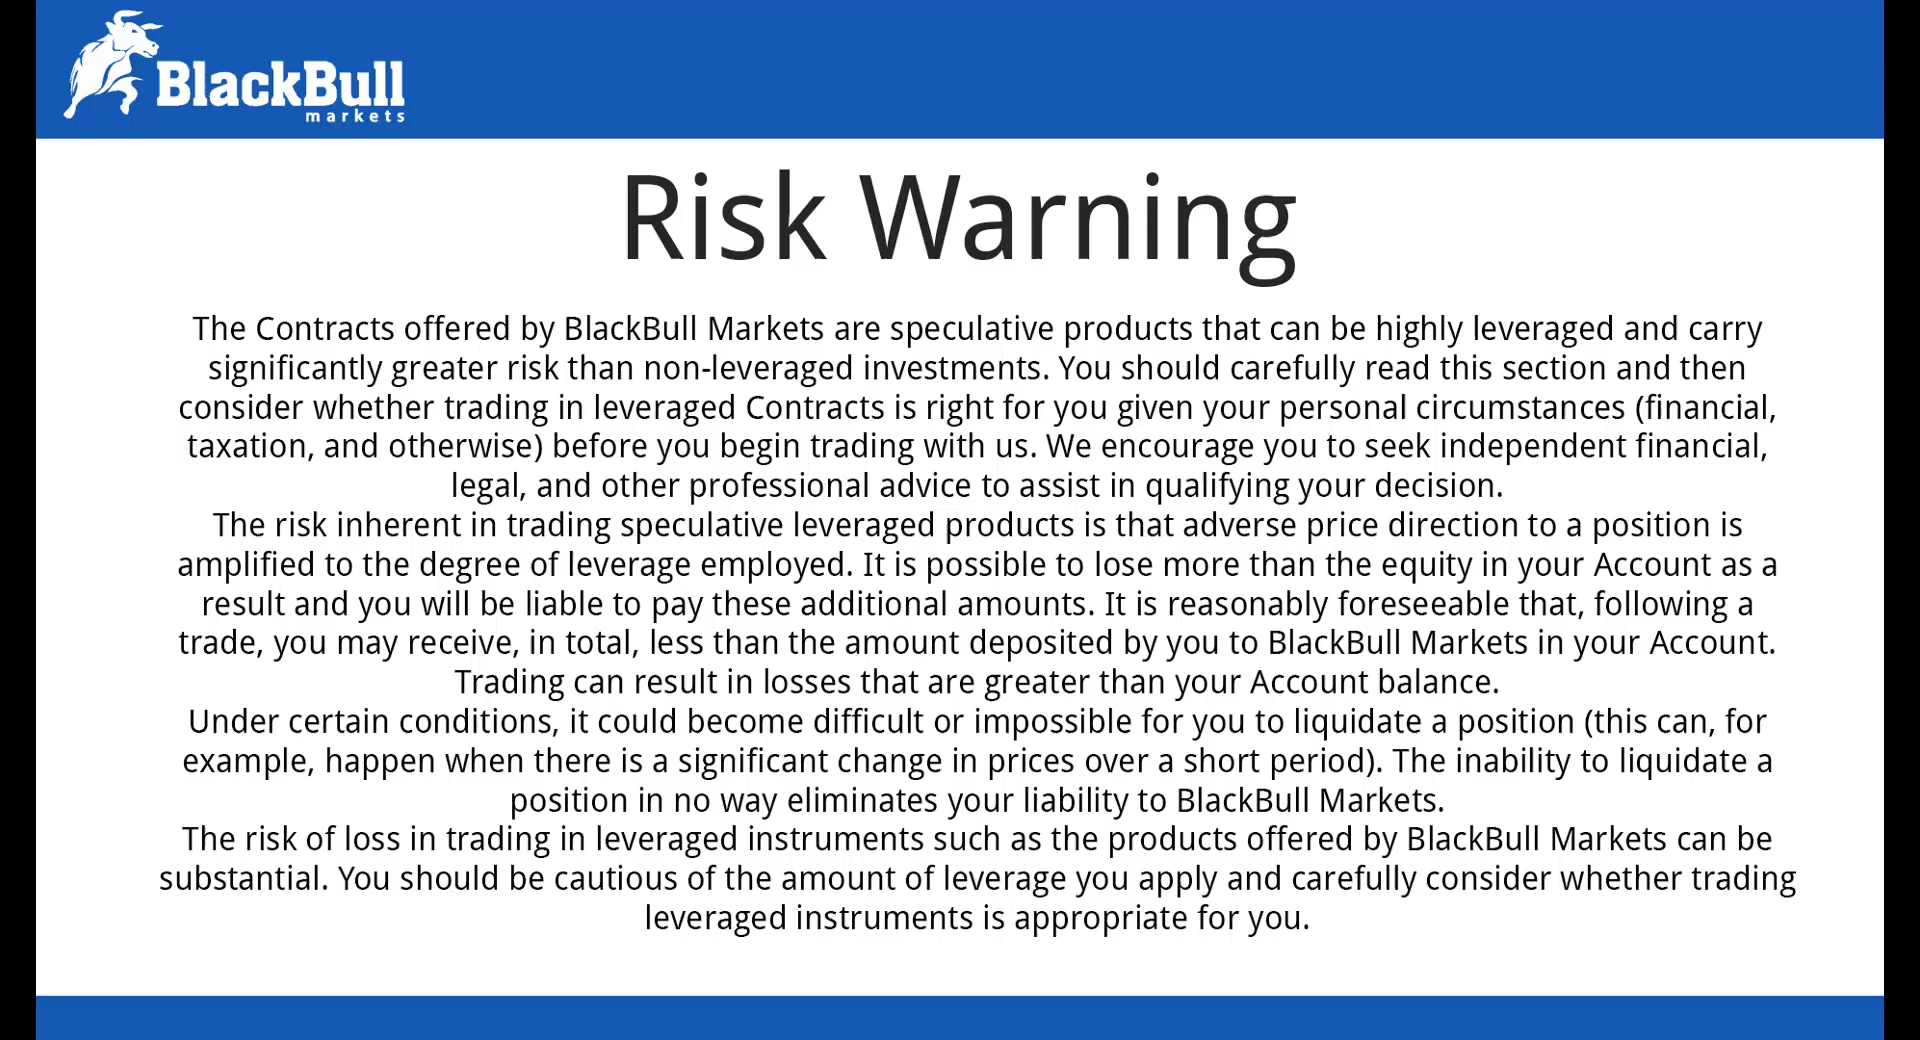 BlackBull
markets
Risk Warning
The Contracts offered by BlackBull Markets are speculative products that can be highly leveraged and carry
significantly greater risk than non-leveraged investments. You should carefully read this section and then
consider whether trading in leveraged Contracts is right for you given your personal circumstances (financial,
taxation, and otherwise) before you begin trading with us. We encourage you to seek independent financial,
legal, and other professional advice to assist in qualifying your decision.
The risk inherent in trading speculative leveraged products is that adverse price direction to a position is
amplified to the degree of leverage employed. It is possible to lose more than the equity in your Account as a
result and you will be liable to pay these additional amounts. It is reasonably foreseeable that, following a
trade, you may receive, in total, less than the amount deposited by you to BlackBull Markets in your Account.
Trading can result in losses that are greater than your Account balance.
Under certain conditions, it could become difficult or impossible for you to liquidate a position (this can, for
example, happen when there is a significant change in prices over a short period). The inability to liquidate a
position in no way eliminates your liability to BlackBull Markets.
The risk of loss in trading in leveraged instruments such as the products offered by BlackBull Markets can be
substantial. You should be cautious of the amount of leverage you apply and carefully consider whether trading
leveraged instruments is appropriate for you.